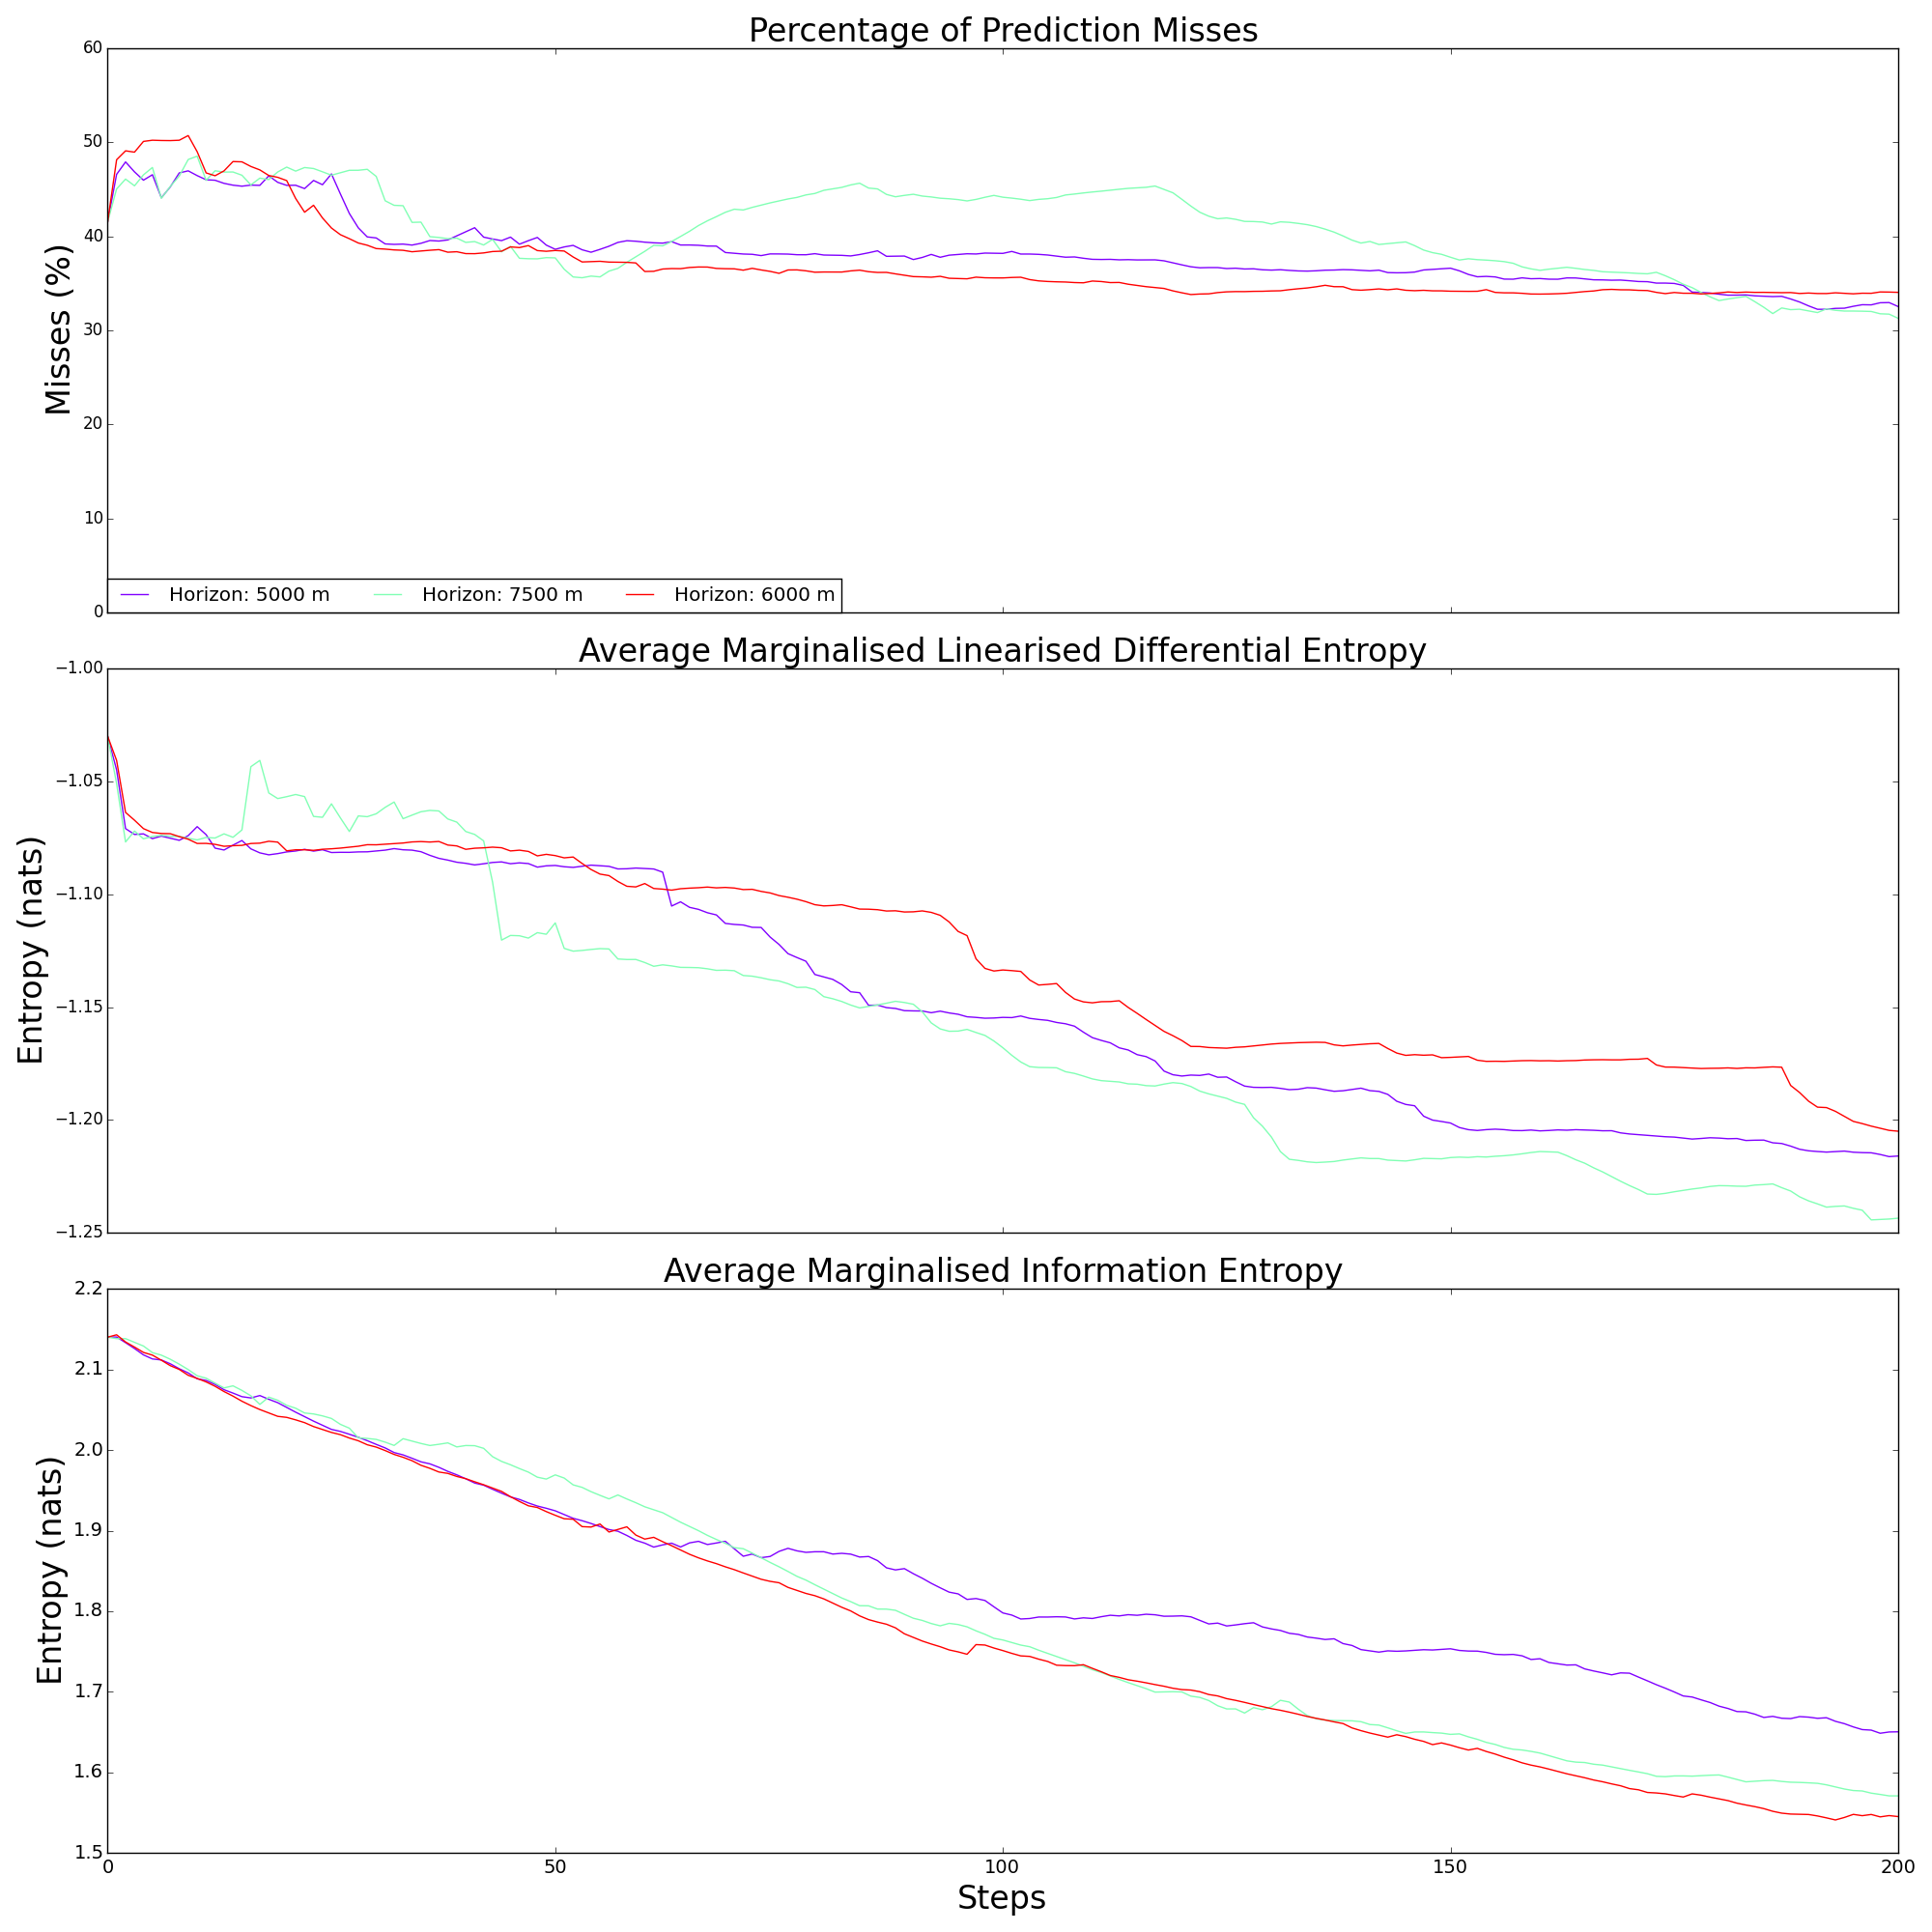 Percentage of Prediction Misses
60
50
40
30
20
10
0
Misses (%)
Horizon: 5000 m Horizon: 7500 m Horizon: 6000 m
Average Marginalised Linearised Differential Entropy
−1.00
−1.05
−1.10
−1.15
−1.20
−1.25
Entropy (nats)
Average Marginalised Information Entropy
2.2
2.1
2.0
1.9
1.8
1.7
1.6
1.5
Entropy (nats)
0 50 100 150 200
Steps